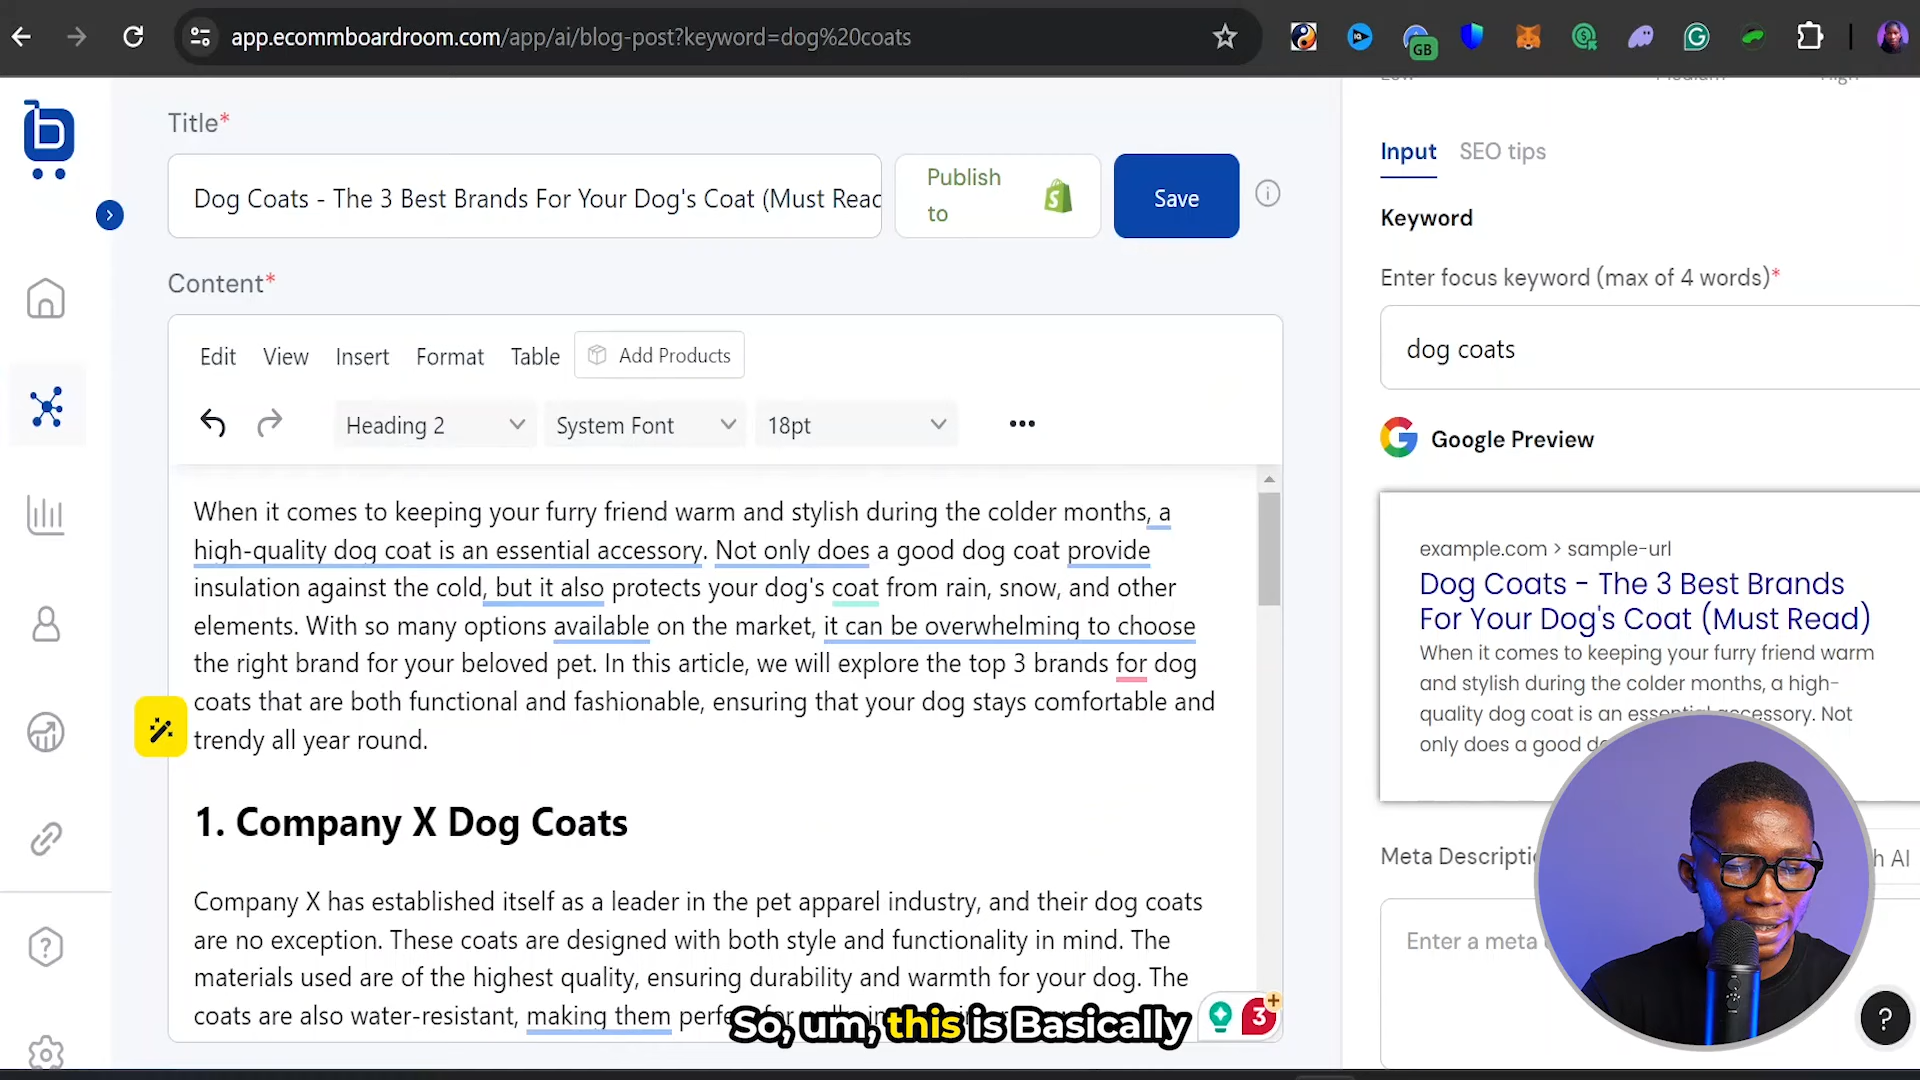 app.ecommboardroom.com/app/ai/blog-post?keyword=dog%20coats
GB
b
Title*
Dog Coats - The 3 Best Brands For Your Dog's Coat (Must Read
Publish to
Save
Content*
Edit View Insert Format Table Add Products
Heading 2 System Font 18pt
When it comes to keeping your furry friend warm and stylish during the colder months, a
high-quality dog coat is an essential accessory. Not only does a good dog coat provide
insulation against the cold, but it also protects your dog's coat from rain, snow, and other
elements. With so many options available on the market, it can be overwhelming to choose
the right brand for your beloved pet. In this article, we will explore the top 3 brands for dog
coats that are both functional and fashionable, ensuring that your dog stays comfortable and
trendy all year round.
1. Company X Dog Coats
Company X has established itself as a leader in the pet apparel industry, and their dog coats
are no exception. These coats are designed with both style and functionality in mind. The
materials used are of the highest quality, ensuring durability and warmth for your dog. The
coats are also water-resistant, making them
So, um, this is Basically
3
Input SEO tips
Keyword
Enter focus keyword (max of 4 words)*
dog coats
Google Preview
example.com > sample-url
Dog Coats - The 3 Best Brands
For Your Dog's Coat (Must Read)
When it comes to keeping your furry friend warm
and stylish during the colder months, a high-
quality dog coat is an essential accessory. Not
only does a good
Meta
AI
Enter a meta
?